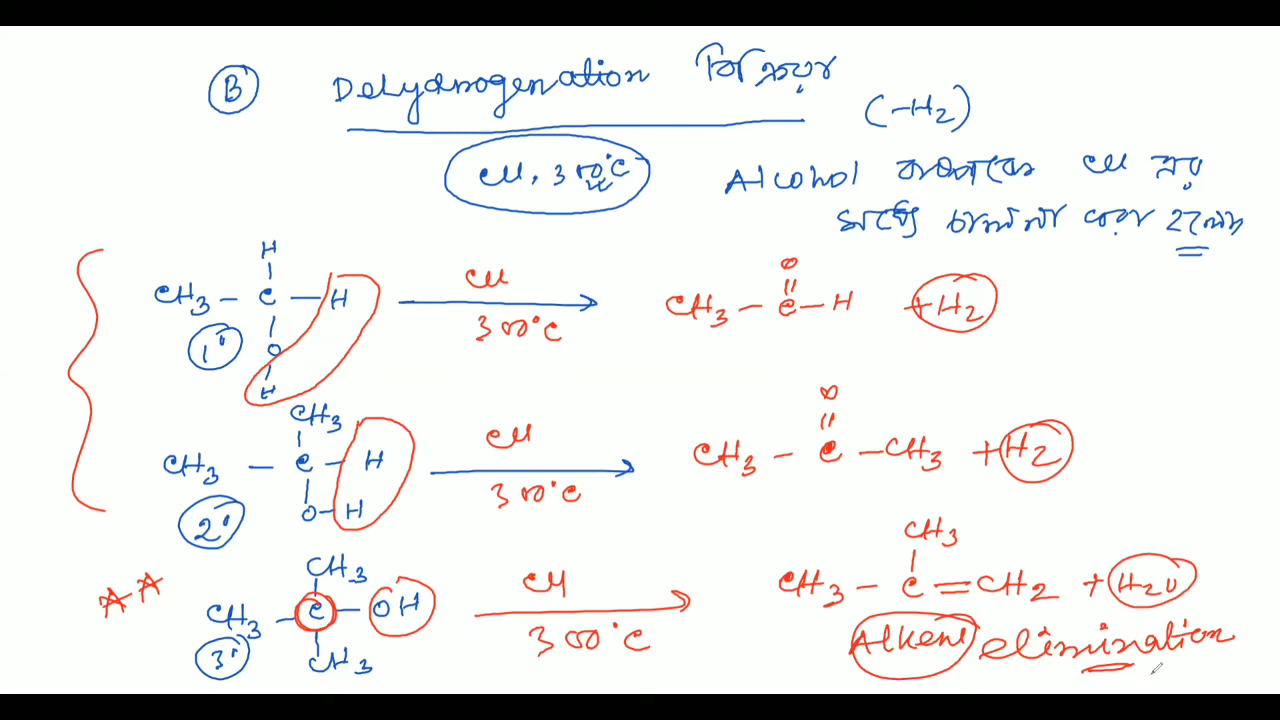 B Dehydrogenation বিক্রিয়ায়
(-H2)
Cu, 300°C
Alcohol Cu
CH3 - C - H
H
O
H
1°
Cu
300°C
CH3 - C - H + H2
O
CH3
CH3 - C - H
O - H
2°
Cu
300°C
O
CH3 - C - CH3 + H2
CH3
CH3 - C - OH
CH3
3°
Cu
300°C
CH3
CH3 - C = CH2 + H2O
Alkene elimination